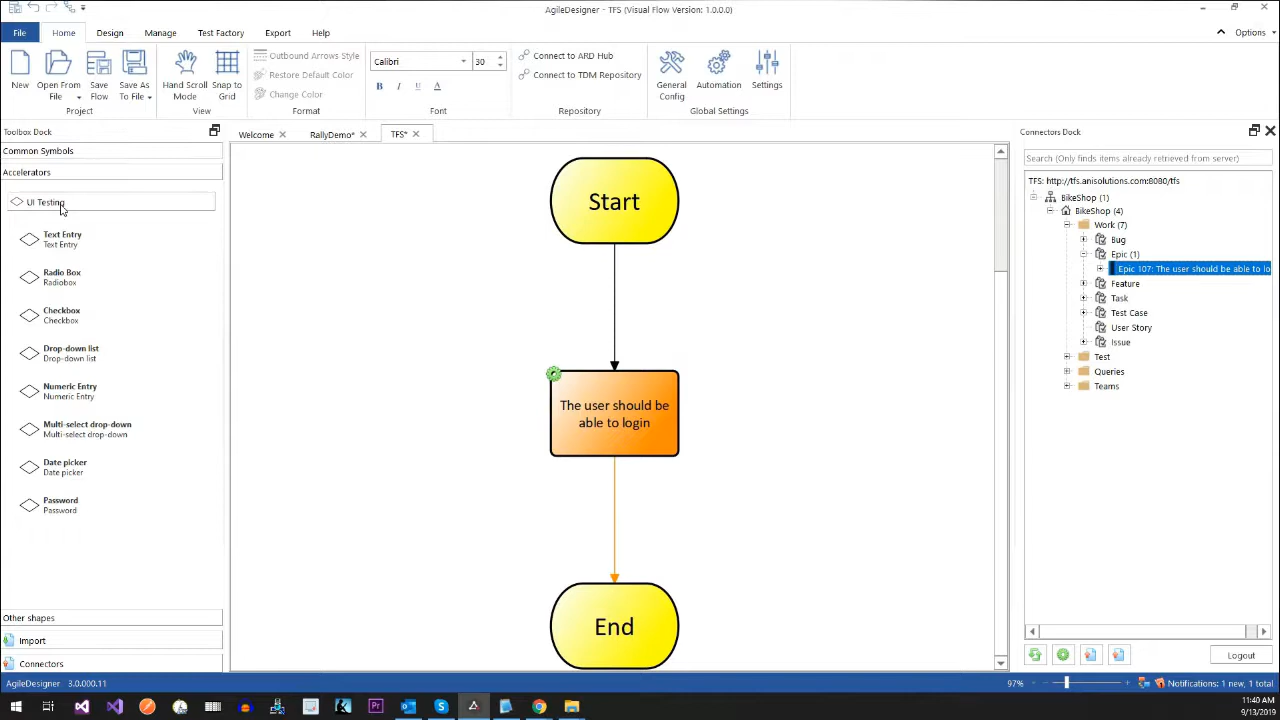 AgileDesigner - TFS (Visual Flow Version: 1.0.0.0)
File Home Design Manage Test Factory Export Help
Options
New
Open From File
Save Flow
Save As To File
Project
Hand Scroll Mode
Snap to Grid
View
Outbound Arrows Style
Restore Default Color
Change Color
Format
Calibri 30
B I U A
Font
Connect to ARD Hub
Connect to TDM Repository
Repository
General Config
Automation
Settings
Global Settings
Toolbox Dock
Common Symbols
Accelerators
UI Testing
Text Entry
Text Entry
Radio Box
Radiobox
Checkbox
Checkbox
Drop-down list
Drop-down list
Numeric Entry
Numeric Entry
Multi-select drop-down
Multi-select drop-down
Date picker
Date picker
Password
Password
Other shapes
Import
Connectors
Welcome RallyDemo* TFS*
Start
The user should be
able to login
End
Connectors Dock
Search (Only finds items already retrieved from server)
TFS: http://tfs.anisolutions.com:8080/tfs
BikeShop (1)
BikeShop (4)
Work (7)
Bug
Epic (1)
Epic 107: The user should be able to lo
Feature
Task
Test Case
User Story
Issue
Test
Queries
Teams
Logout
AgileDesigner 3.0.000.11
97%
Notifications: 1 new, 1 total
11:40 AM
9/13/2019